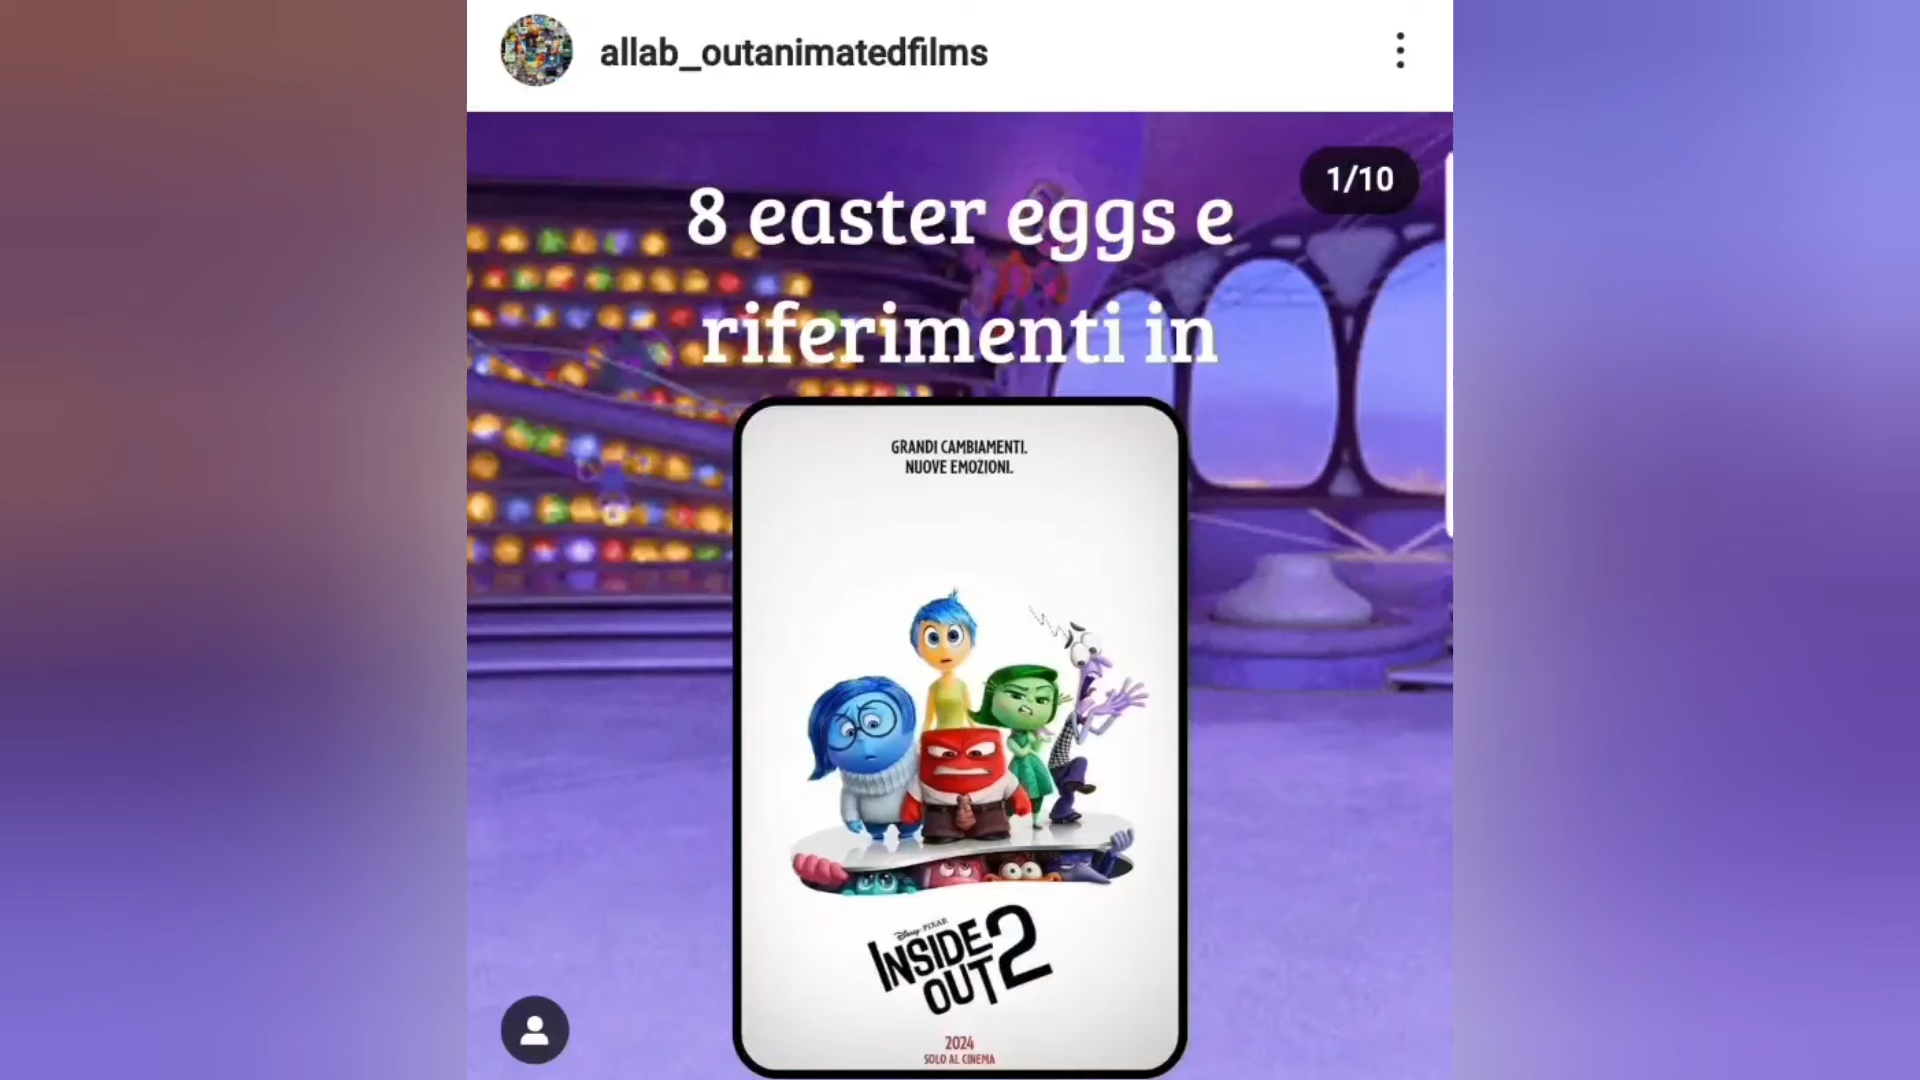 allab_outanimatedfilms
1/10
8 easter eggs e
riferimenti in
GRANDI CAMBIAMENTI.
NUOVE EMOZIONI.
Disney · PIXAR
INSIDE
OUT 2
2024
SOLO AL CINEMA